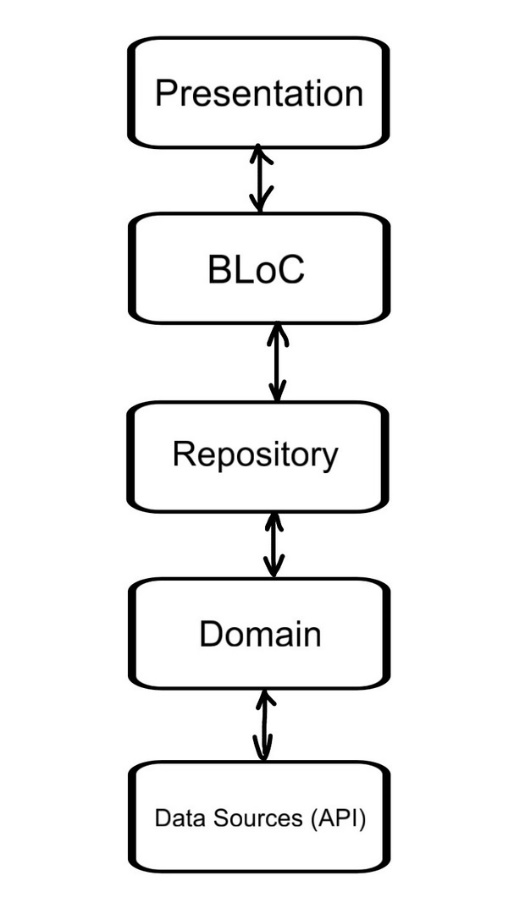 Presentation
BLoC
Repository
Domain
Data Sources (API)